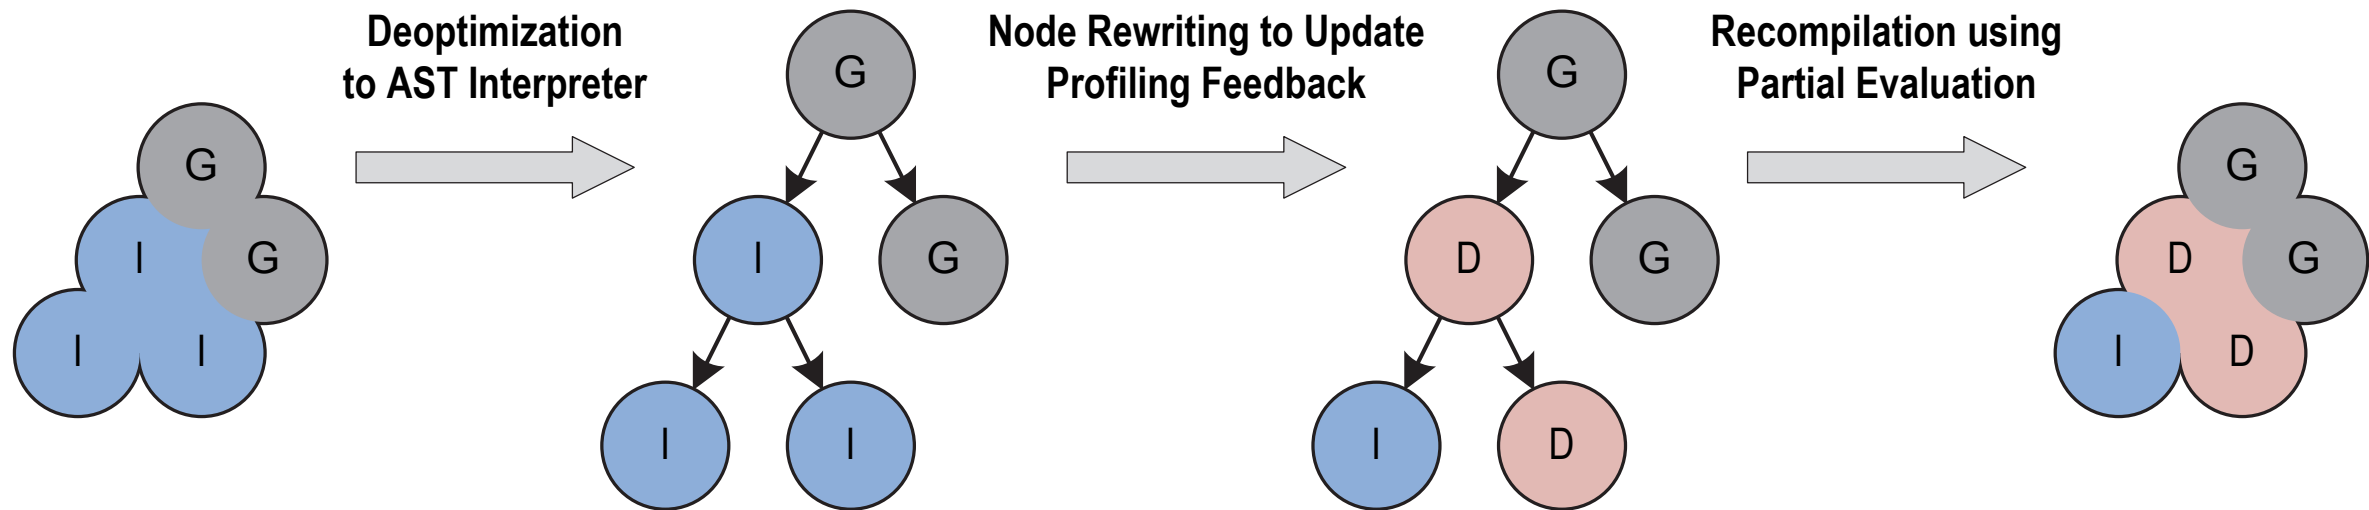 Deoptimization
to AST Interpreter
Node Rewriting to Update
Profiling Feedback
Recompilation using
Partial Evaluation
G
I
G
I
I
G
I
G
I
I
G
D
G
I
D
G
D
G
I
D